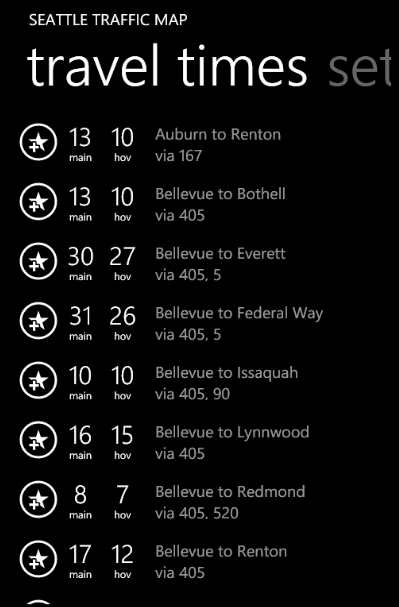 SEATTLE TRAFFIC MAP
travel times set
13 10 Auburn to Renton
main hov via 167
13 10 Bellevue to Bothell
main hov via 405
30 27 Bellevue to Everett
main hov via 405, 5
31 26 Bellevue to Federal Way
main hov via 405, 5
10 10 Bellevue to Issaquah
main hov via 405, 90
16 15 Bellevue to Lynnwood
main hov via 405
8 7 Bellevue to Redmond
main hov via 405, 520
17 12 Bellevue to Renton
main hov via 405